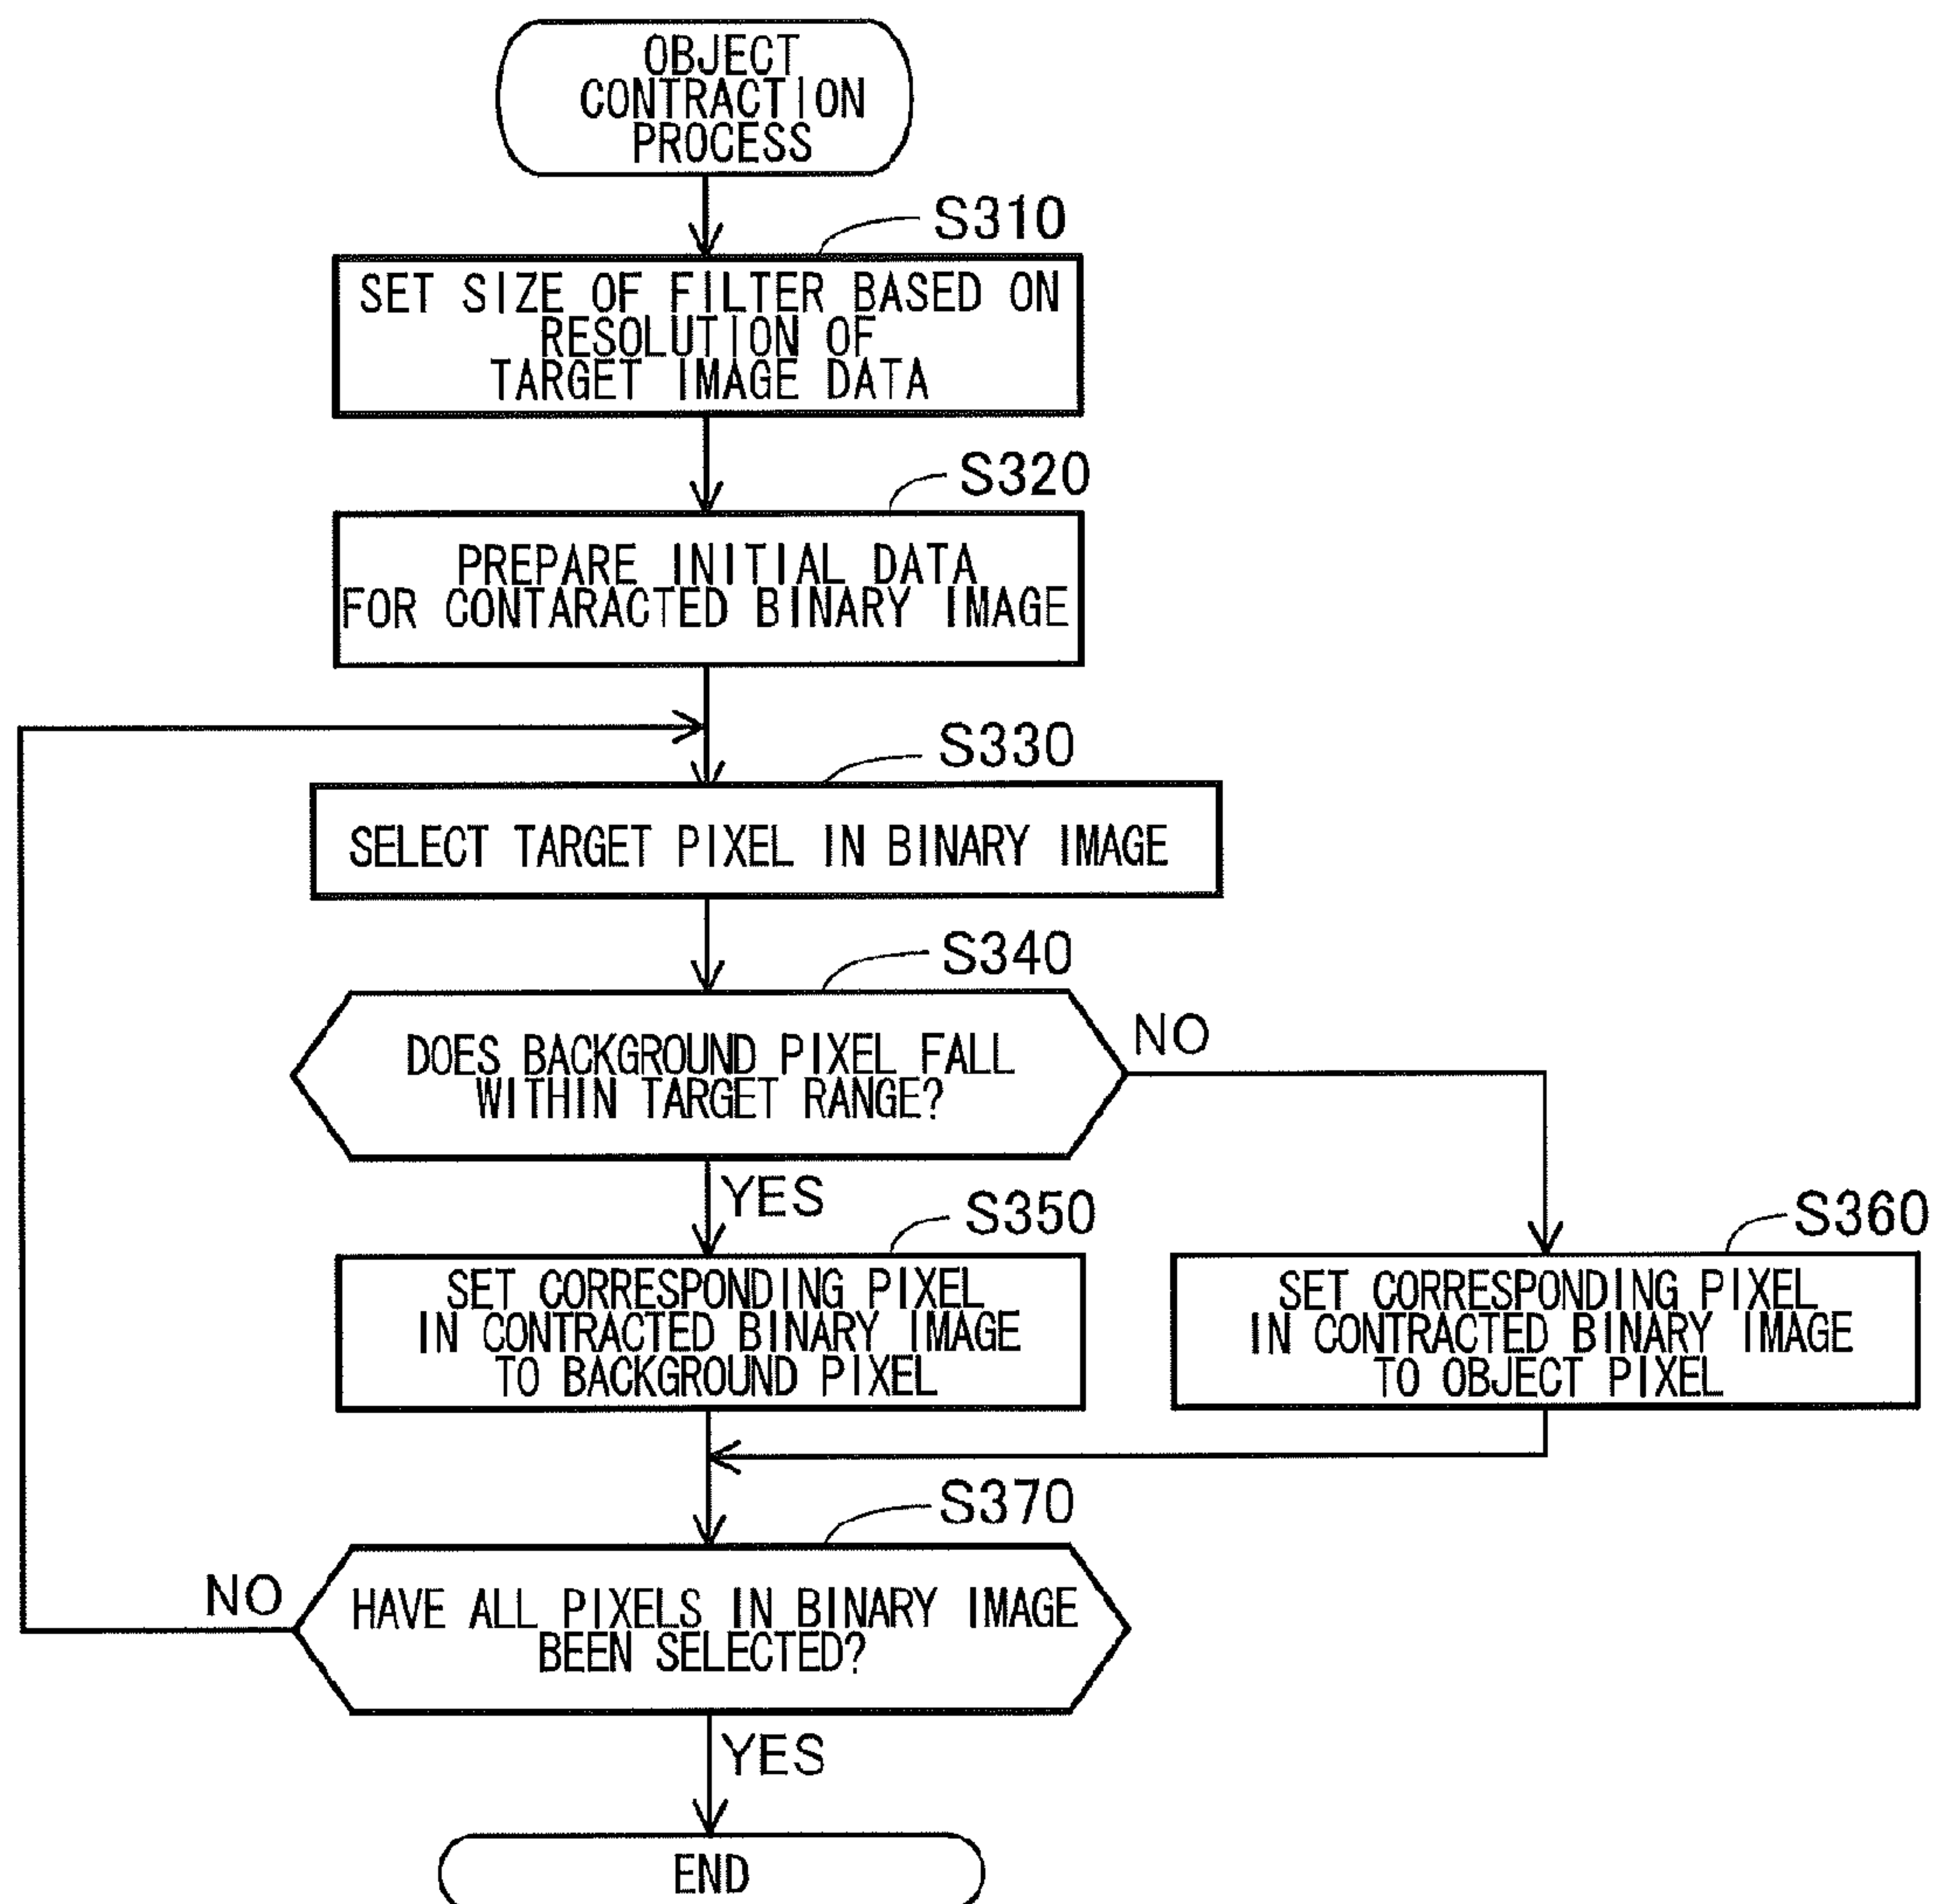 OBJECT
CONTRACTION
PROCESS
S310
SET SIZE OF FILTER BASED ON
RESOLUTION OF
TARGET IMAGE DATA
S320
PREPARE INITIAL DATA
FOR CONTARACTED BINARY IMAGE
S330
SELECT TARGET PIXEL IN BINARY IMAGE
S340
DOES BACKGROUND PIXEL FALL
WITHIN TARGET RANGE?
NO
YES
S350
SET CORRESPONDING PIXEL
IN CONTRACTED BINARY IMAGE
TO BACKGROUND PIXEL
S360
SET CORRESPONDING PIXEL
IN CONTRACTED BINARY IMAGE
TO OBJECT PIXEL
S370
HAVE ALL PIXELS IN BINARY IMAGE
BEEN SELECTED?
NO
YES
END